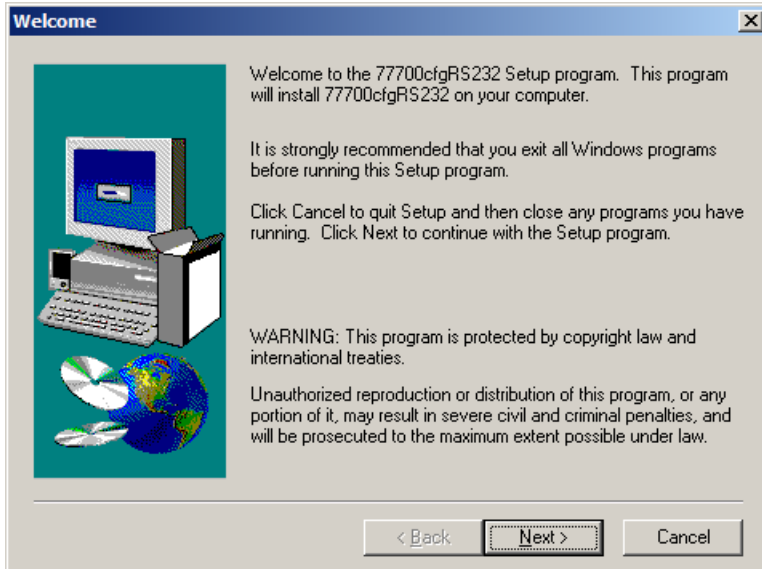 Welcome
Welcome to the 77700cfgRS232 Setup program. This program
will install 77700cfgRS232 on your computer.
It is strongly recommended that you exit all Windows programs
before running this Setup program.
Click Cancel to quit Setup and then close any programs you have
running. Click Next to continue with the Setup program.
WARNING: This program is protected by copyright law and
international treaties.
Unauthorized reproduction or distribution of this program, or any
portion of it, may result in severe civil and criminal penalties, and
will be prosecuted to the maximum extent possible under law.
< Back
Next >
Cancel